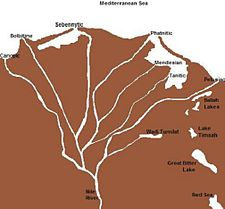 Mediterranean Sea
Sebennytic
Phatnitic
Bolbitine
Canopic
Mendesian
Tanitic
Pelusiac
Ballah
Lakes
Lake
Timsah
Wadi Tumilat
Great Bitter
Lake
Nile
River
Red Sea